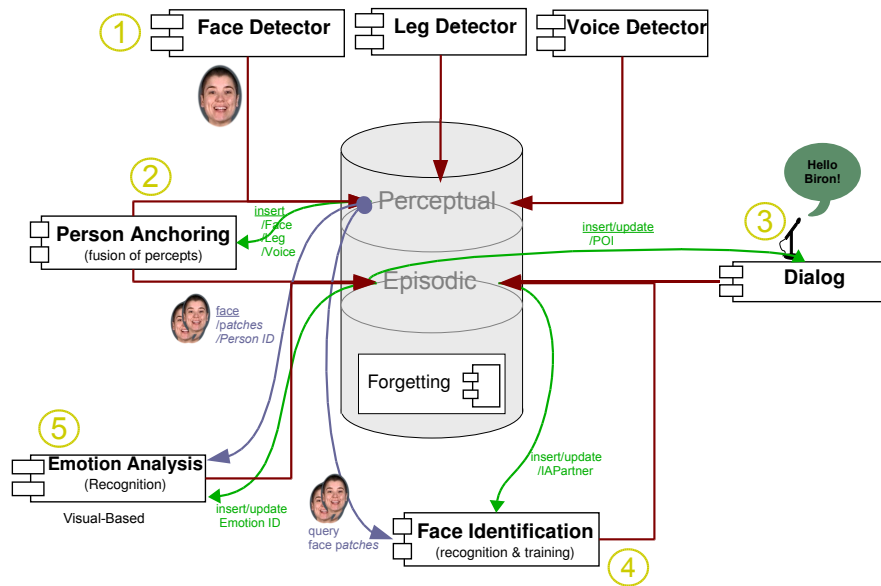 1
Face Detector
Leg Detector
Voice Detector
Hello
Biron!
2
Perceptual
3
insert
/Face
/Leg
/Voice
insert/update
/POI
Person Anchoring
(fusion of percepts)
Episodic
Dialog
face
/patches
/Person ID
Forgetting
5
Emotion Analysis
(Recognition)
Visual-Based
insert/update
Emotion ID
insert/update
/IAPartner
query
face patches
Face Identification
(recognition & training)
4